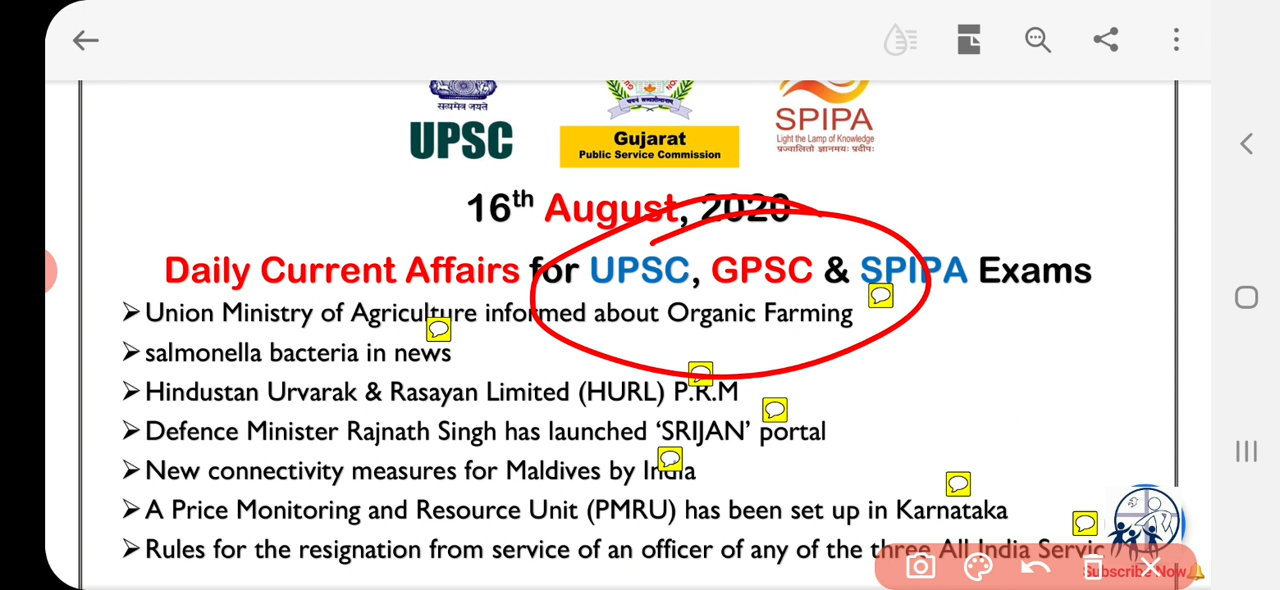 सत्यमेव जयते
UPSC
Gujarat
Public Service Commission
SPIPA
Light the Lamp of Knowledge
प्रज्वालितो ज्ञानमयः प्रदीपः
16th August, 2020
Daily Current Affairs for UPSC, GPSC & SPIPA Exams
➢ Union Ministry of Agriculture informed about Organic Farming
➢ salmonella bacteria in news
➢ Hindustan Urvarak & Rasayan Limited (HURL) P.R.M
➢ Defence Minister Rajnath Singh has launched ‘SRIJAN’ portal
➢ New connectivity measures for Maldives by India
➢ A Price Monitoring and Resource Unit (PMRU) has been set up in Karnataka
➢ Rules for the resignation from service of an officer of any of the three All India Servic
Subscribe Now